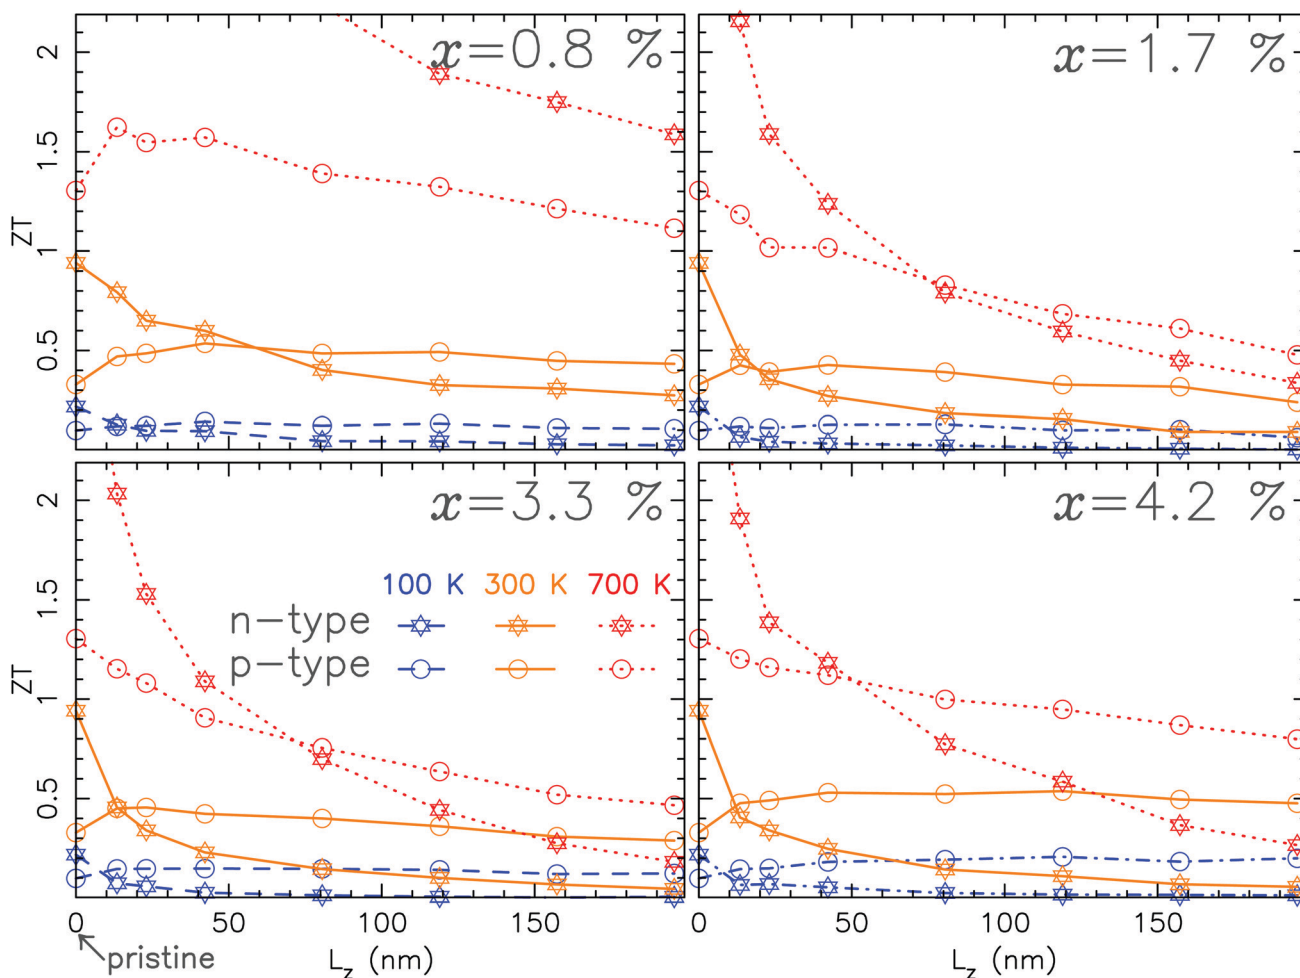 x=0.8 %
x=1.7 %
2
1.5
1
0.5
ZT
x=3.3 %
x=4.2 %
2
1.5
1
0.5
ZT
100 K 300 K 700 K
n-type
p-type
0 50 100 150
0 50 100 150
pristine
L_z (nm)
L_z (nm)